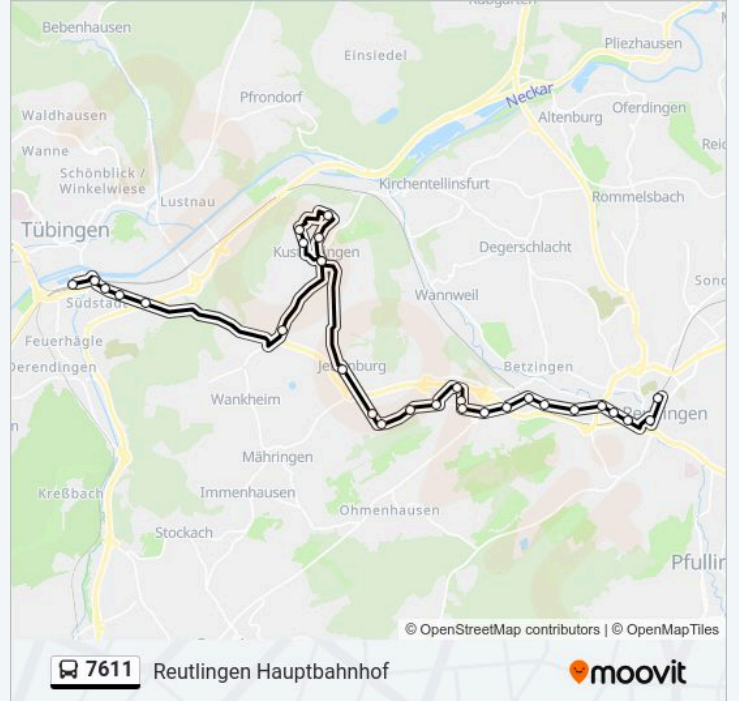 Bebenhausen
Pliezhausen
Einsiedel
Pfrondorf
Neckar
Oferdingen
Altenburg
Waldhausen
Wanne
Schönblick /
Winkelwiese
Kirchentellinsfurt
Rommelsbach
Lustnau
Tübingen
Degerschlacht
Südstadt
Wannweil
Feuerhägle
Derendingen
Betzingen
Wankheim
Mähringen
Kreßbach
Immenhausen
Ohmenhausen
Stockach
Pfullin
© OpenStreetMap contributors | © OpenMapTiles
7611 Reutlingen Hauptbahnhof moovit